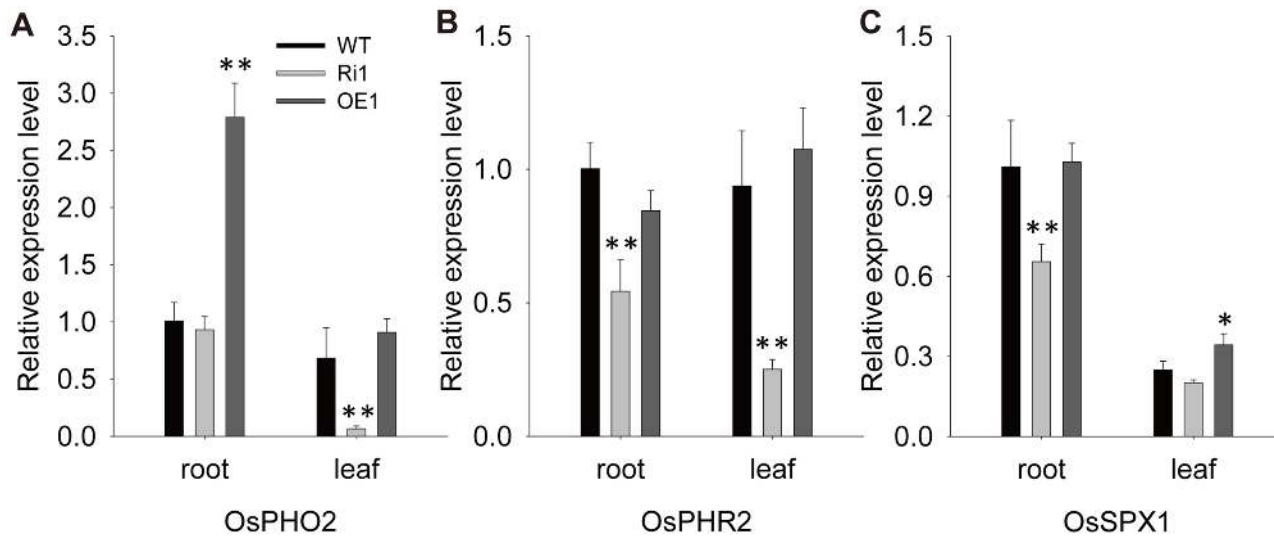 A
Relative expression level
3.5
3.0
2.5
2.0
1.5
1.0
0.5
0.0
WT
Ri1
OE1
**
**
root
leaf
OsPHO2
B
Relative expression level
1.5
1.0
0.5
0.0
**
**
root
leaf
OsPHR2
C
Relative expression level
1.5
1.2
0.9
0.6
0.3
0.0
**
*
root
leaf
OsSPX1